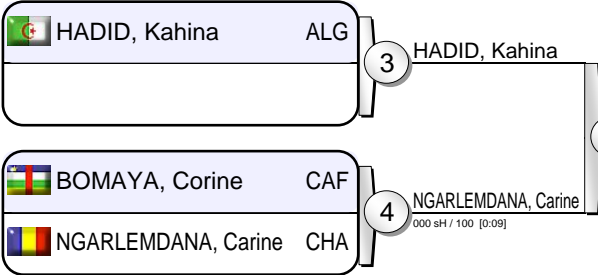 HADID, Kahina ALG
3
HADID, Kahina
BOMAYA, Corine CAF
4
NGARLEMDANA, Carine
000 sH / 100 [0:09]
NGARLEMDANA, Carine CHA